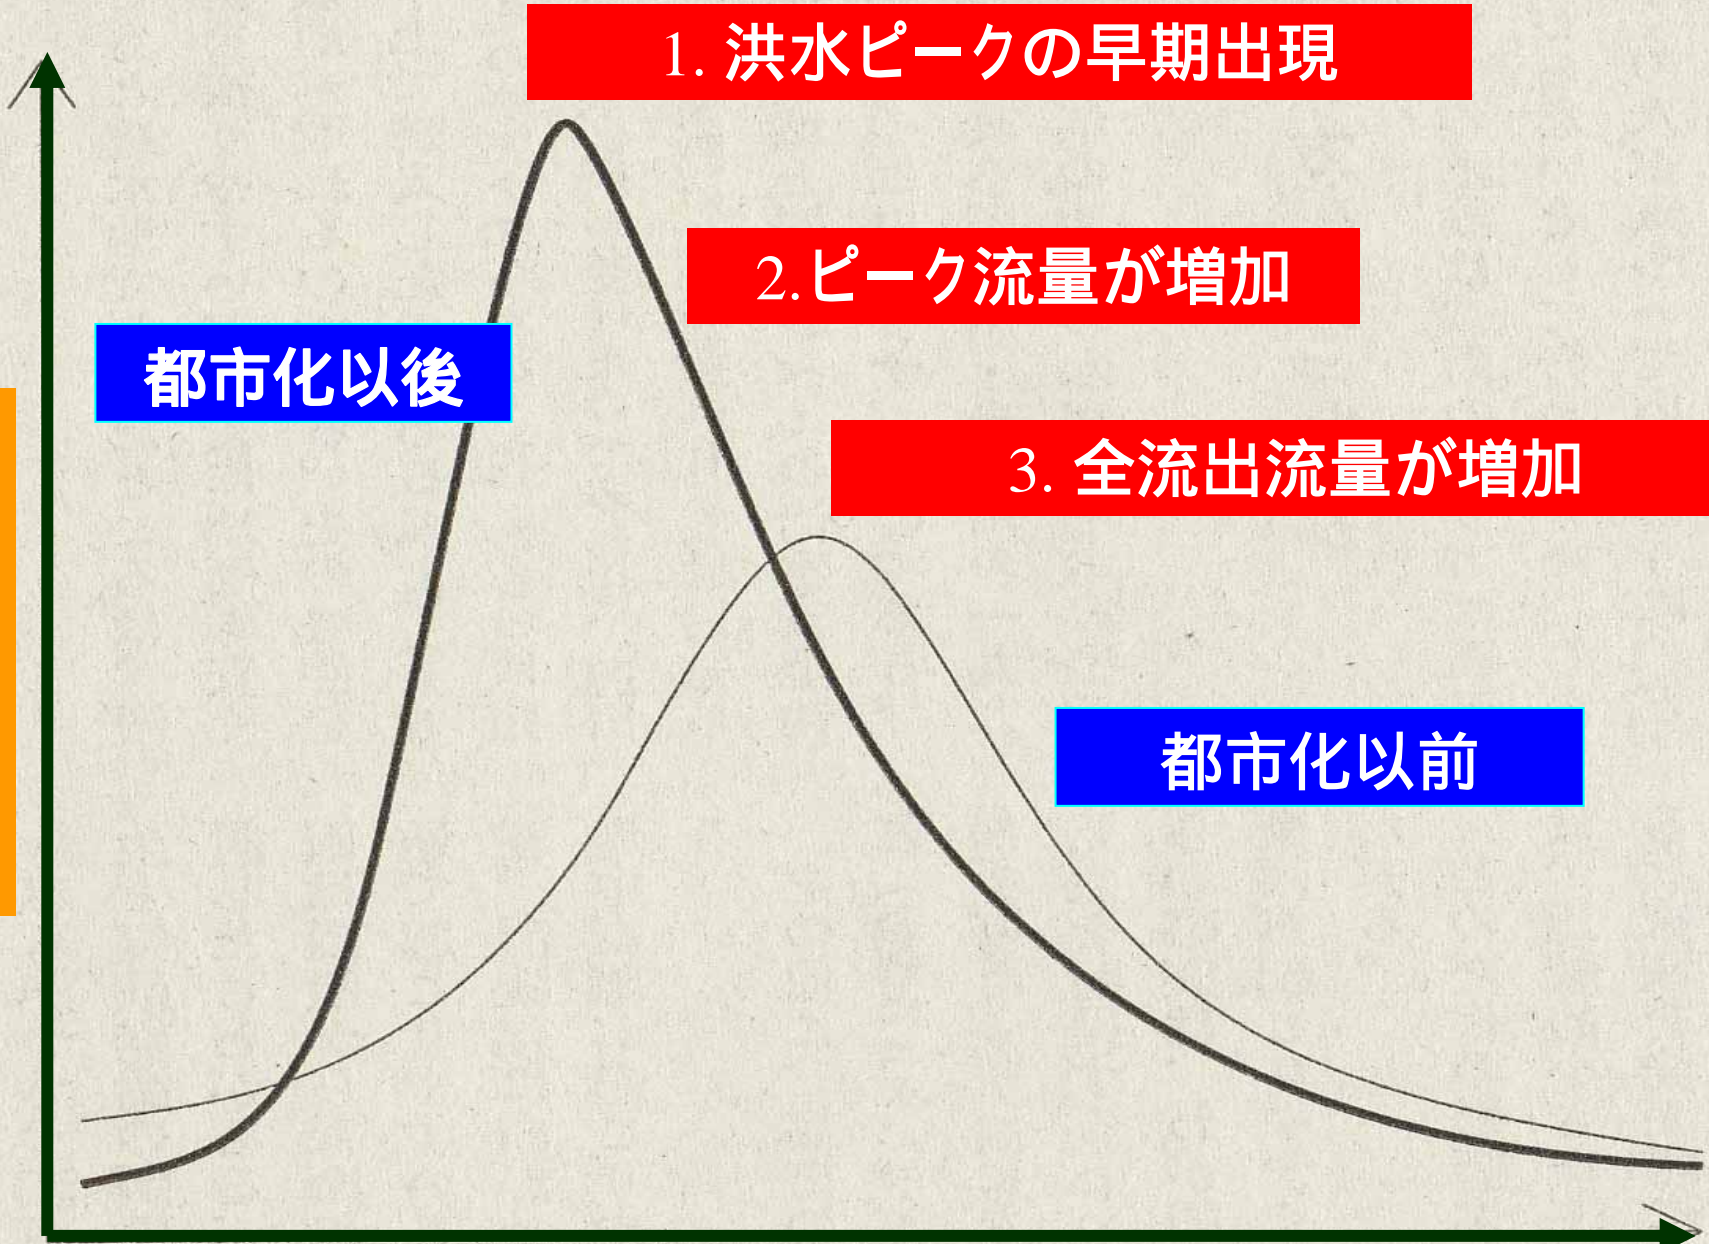 1. 洪水ピークの早期出現
2.ピーク流量が増加
都市化以後
3. 全流出流量が増加
都市化以前